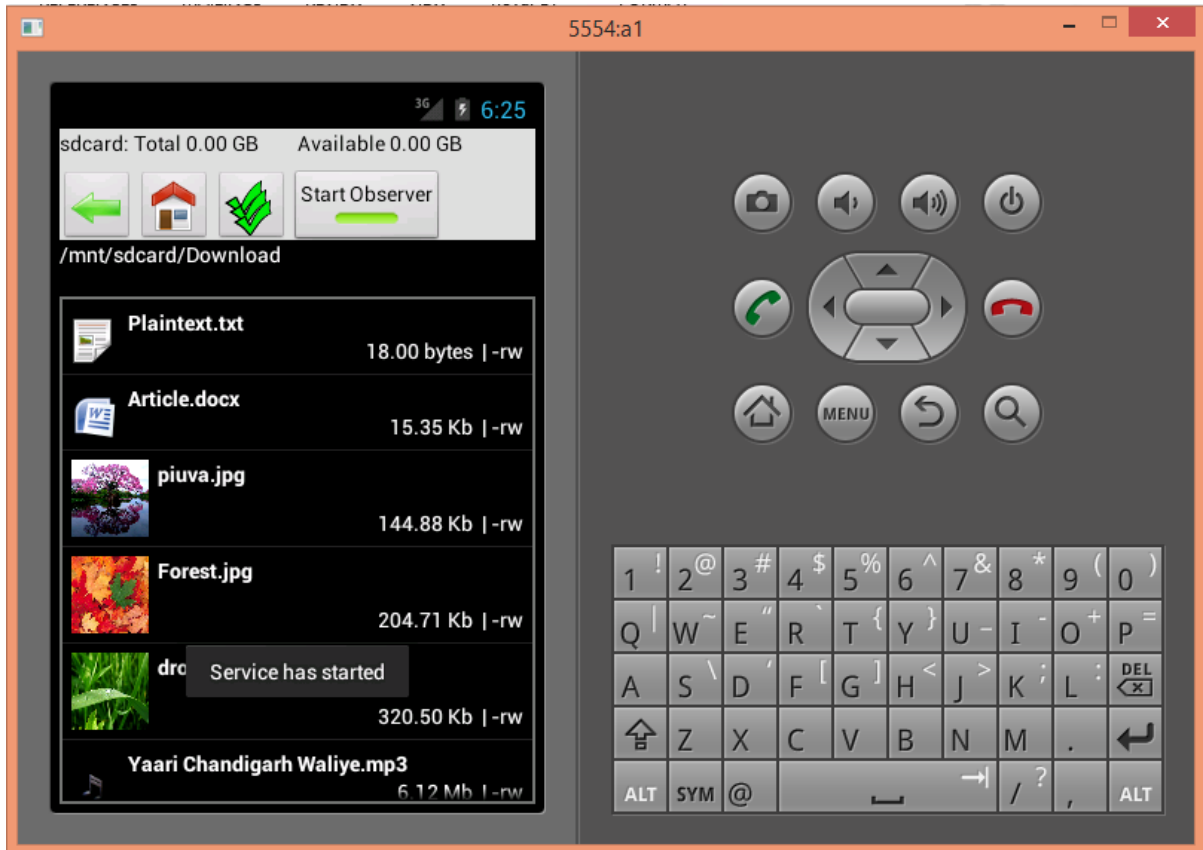 5554:a1
3G 6:25
sdcard: Total 0.00 GB Available 0.00 GB
Start Observer
/mnt/sdcard/Download
Plaintext.txt
18.00 bytes | -rw
Article.docx
15.35 Kb | -rw
piuva.jpg
144.88 Kb | -rw
Forest.jpg
204.71 Kb | -rw
Service has started
320.50 Kb | -rw
Yaari Chandigarh Waliye.mp3
6.12 Mb | -rw
MENU
1 ! 2 @ 3 # 4 $ 5 % 6 ^ 7 & 8 * 9 ( 0 )
Q | W ~ E " R ` T { Y } U _ I - O + P =
A S \ D ' F [ G ] H < J > K ; L : DEL
Z X C V B N M .
ALT SYM @ / ? , ALT